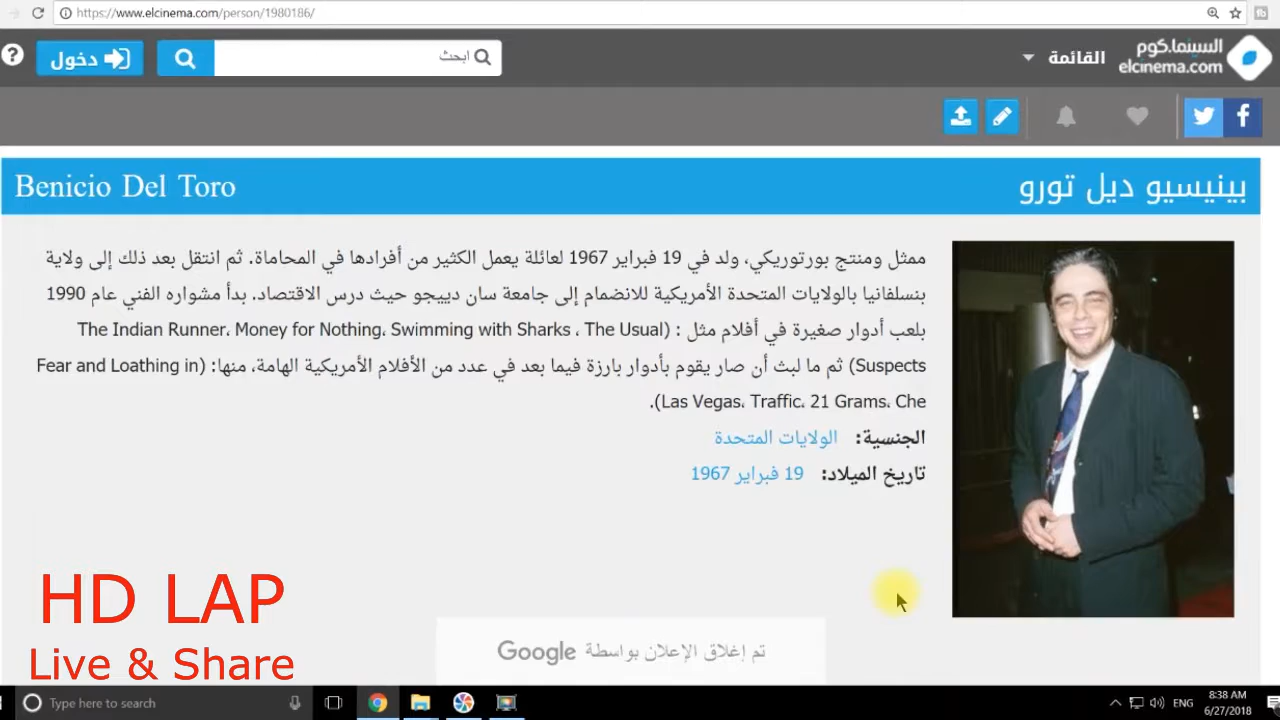 https://www.elcinema.com/person/1980186/
السينما.كوم
elcinema.com
القائمة
ابحث
دخول
بينيسيو ديل تورو
Benicio Del Toro
ممثل ومنتج بورتوريكي، ولد في 19 فبراير 1967 لعائلة يعمل الكثير من أفرادها في المحاماة. ثم انتقل بعد ذلك إلى ولاية
بنسلفانيا بالولايات المتحدة الأمريكية للانضمام إلى جامعة سان دييجو حيث درس الاقتصاد. بدأ مشواره الفني عام 1990
بلعب أدوار صغيرة في أفلام مثل : (The Indian Runner، Money for Nothing، Swimming with Sharks ، The Usual
Suspects) ثم ما لبث أن صار يقوم بأدوار بارزة فيما بعد في عدد من الأفلام الأمريكية الهامة، منها: (Fear and Loathing in
Las Vegas، Traffic، 21 Grams، Che).
الجنسية: الولايات المتحدة
تاريخ الميلاد: 19 فبراير 1967
HD LAP
Live & Share
تم إغلاق الإعلان بواسطة Google
Type here to search
ENG
8:38 AM
6/27/2018